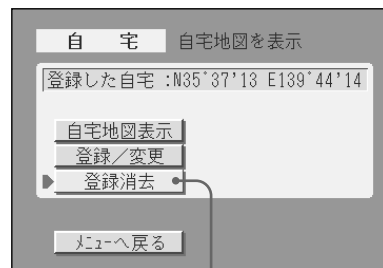 自　宅　自宅地図を表示
登録した自宅 :N35ﾟ37'13 E139ﾟ44'14
自宅地図表示
登録／変更
登録消去
ﾒﾆｭｰへ戻る